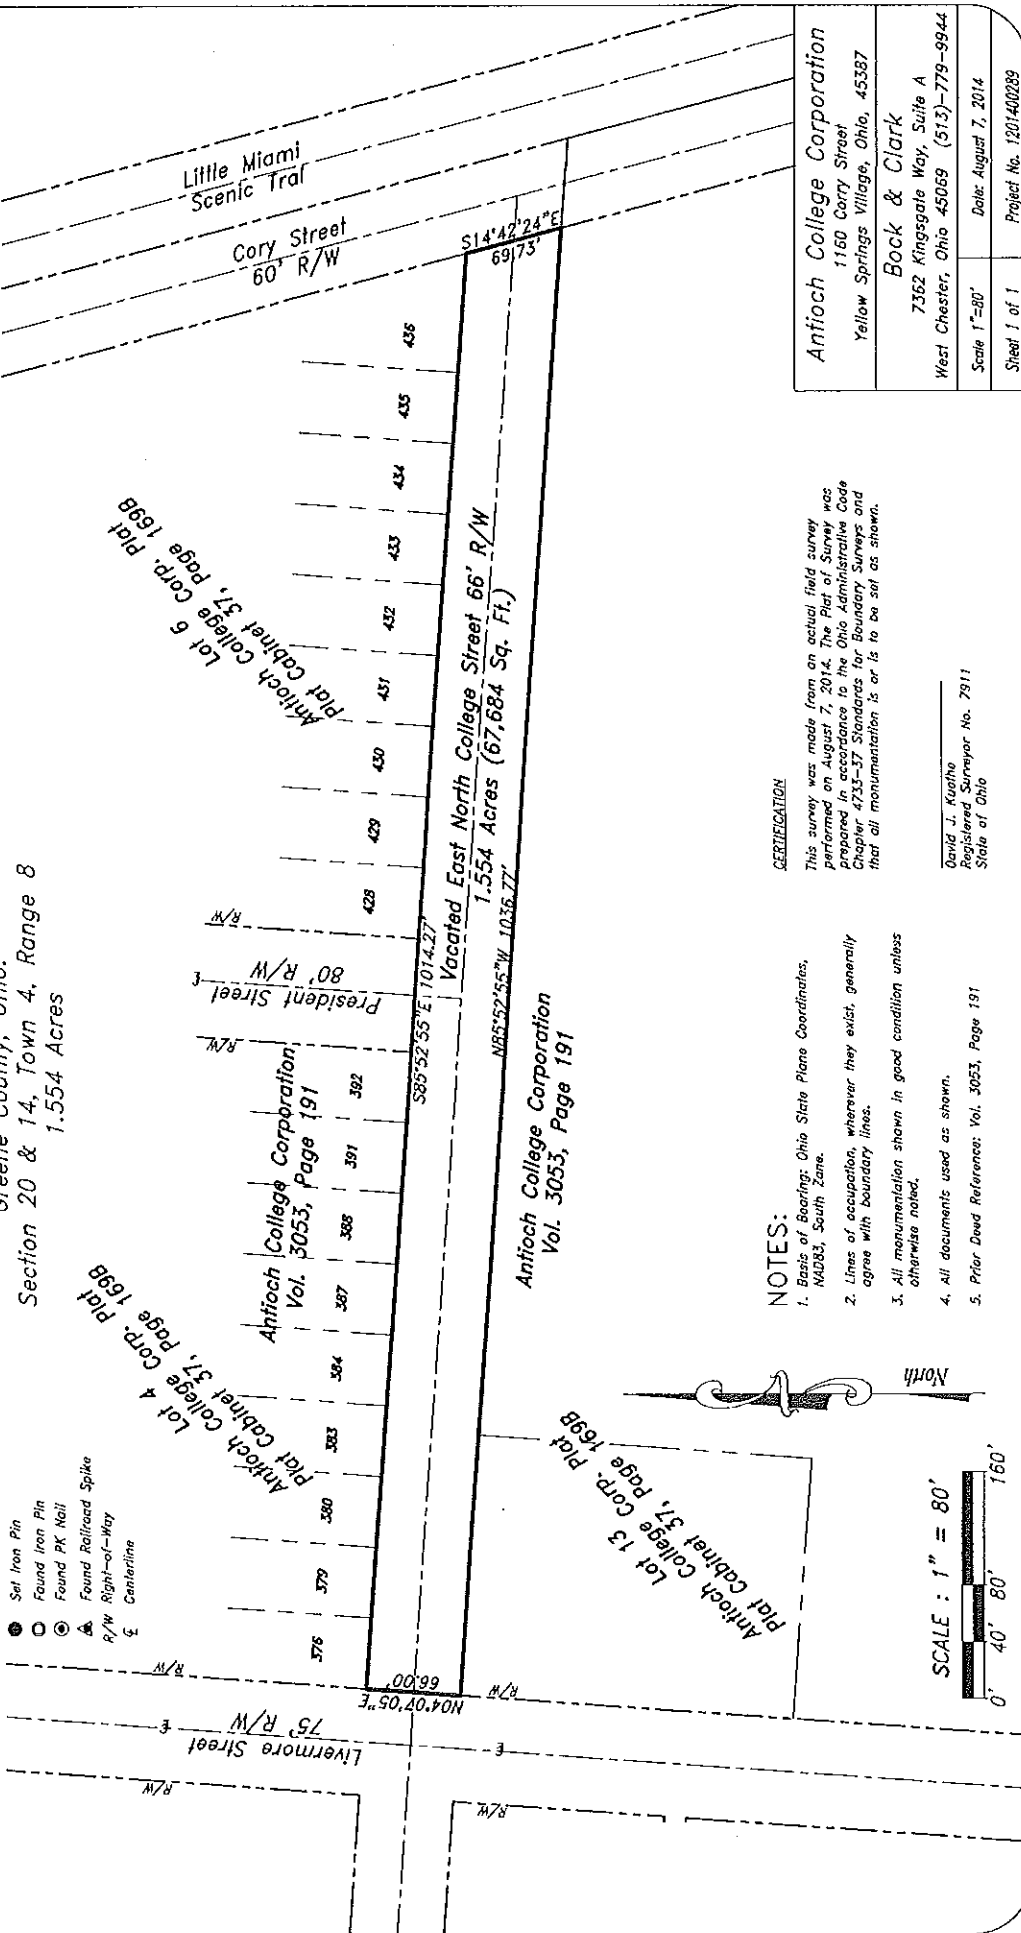 Greene County, Ohio.
Section 20 & 14, Town 4, Range 8
1.554 Acres
Set Iron Pin
Found Iron Pin
Found PK Nail
Found Railroad Spike
R/W Right-of-Way
℄ Centerline
Little Miami
Scenic Tral
Cory Street
60' R/W
S14°42'24"E
69.73'
Lot 6
Antioch College Corp. Plat
Plat Cabinet 37, Page 169B
436
435
434
433
432
431
430
429
428
R/W
President Street
80' R/W
℄
R/W
392
391
388
387
384
383
380
379
376
Antioch College Corporation
Vol. 3053, Page 191
Lot 4
Antioch College Corp. Plat
Plat Cabinet 37, Page 169B
S85°52'55"E 1014.27'
Vacated East North College Street 66' R/W
1.554 Acres (67,684 Sq. Ft.)
N85°52'55"W 1036.77'
Antioch College Corporation
Vol. 3053, Page 191
N04°07'05"E
66.00'
R/W
R/W
Livermore Street
75' R/W
℄
℄
R/W
R/W
Lot 13
Antioch College Corp. Plat
Plat Cabinet 37, Page 169B
North
SCALE : 1" = 80'
0' 40' 80' 160'
NOTES:
1. Basis of Bearing: Ohio State Plane Coordinates,
NAD83, South Zone.
2. Lines of occupation, wherever they exist, generally
agree with boundary lines.
3. All monumentation shown in good condition unless
otherwise noted.
4. All documents used as shown.
5. Prior Deed Reference: Vol. 3053, Page 191
CERTIFICATION
This survey was made from an actual field survey
performed on August 7, 2014. The Plat of Survey was
prepared in accordance to the Ohio Administrative Code
Chapter 4733-37 Standards for Boundary Surveys and
that all monumentation is or is to be set as shown.
David J. Kuethe
Registered Surveyor No. 7911
State of Ohio
Antioch College Corporation
1160 Corry Street
Yellow Springs Village, Ohio, 45387
Bock & Clark
7362 Kingsgate Way, Suite A
West Chester, Ohio 45069 (513)-779-9944
Scale 1"=80'
Date: August 7, 2014
Sheet 1 of 1
Project No. 1201400289